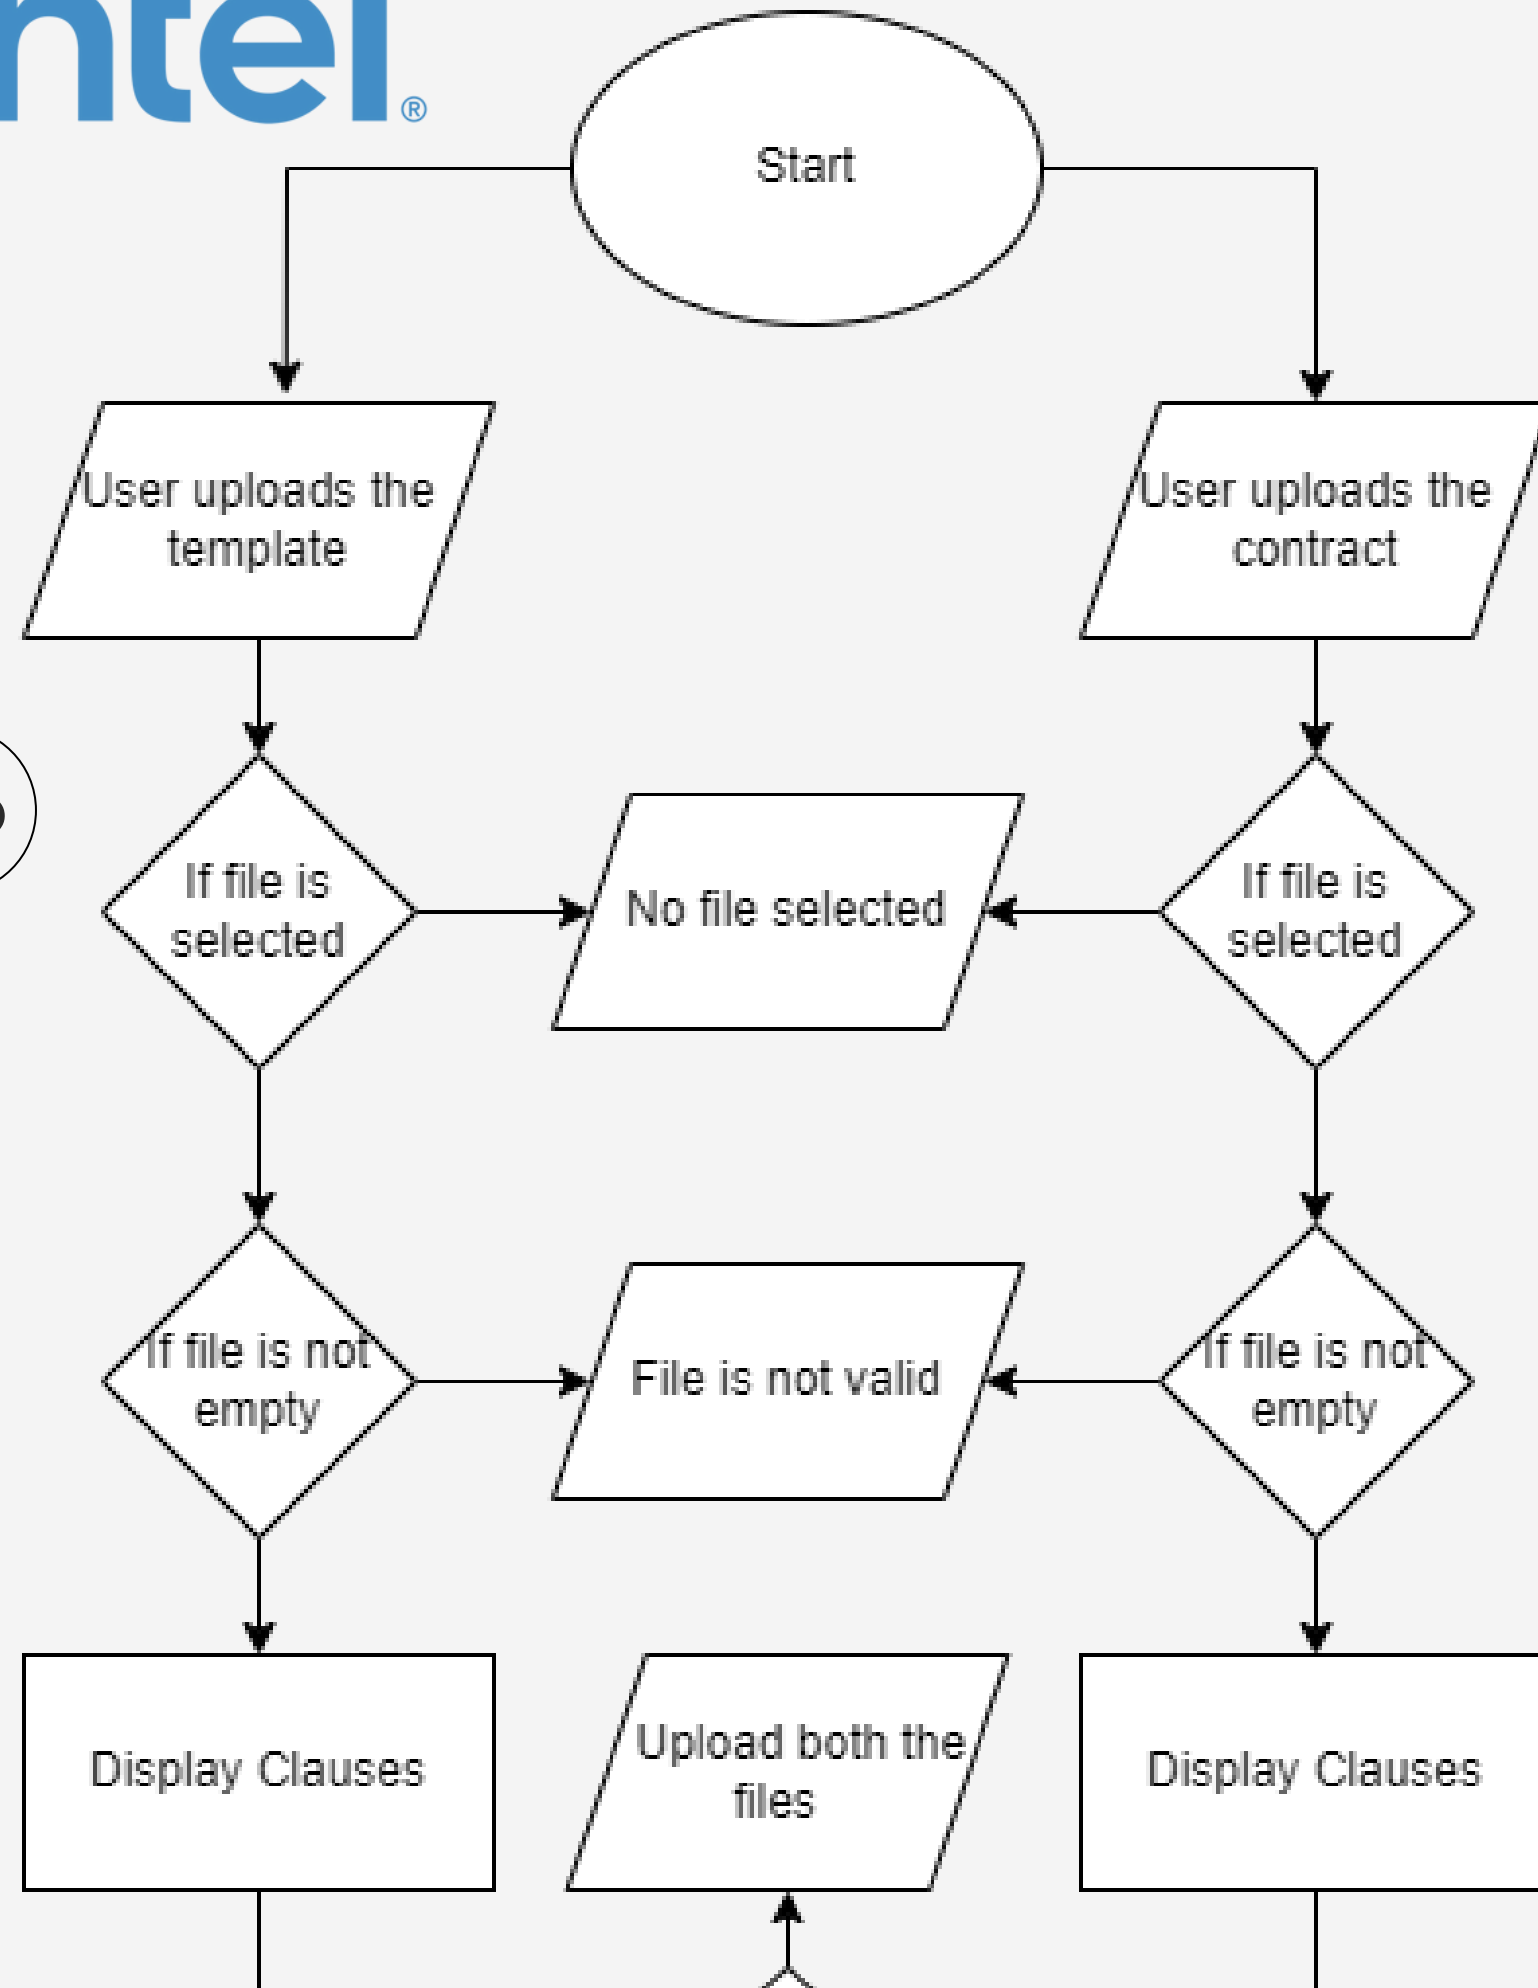 ntel®
Start
User uploads the
template
User uploads the
contract
If file is
selected
No file selected
If file is
selected
If file is not
empty
File is not valid
If file is not
empty
Display Clauses
Upload both the
files
Display Clauses